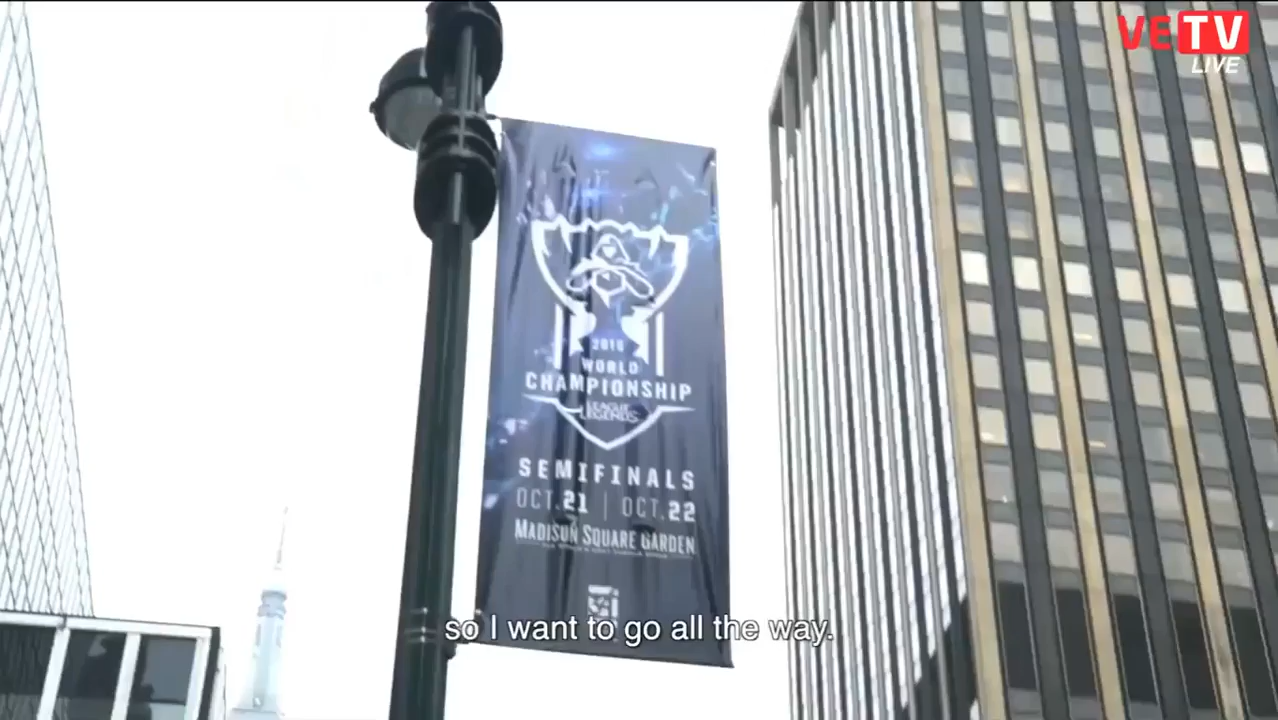 VETV
LIVE
2016
WORLD
CHAMPIONSHIP
LEAGUE
LEGENDS
SEMIFINALS
OCT.21 | OCT.22
MADISON SQUARE GARDEN
so I want to go all the way.